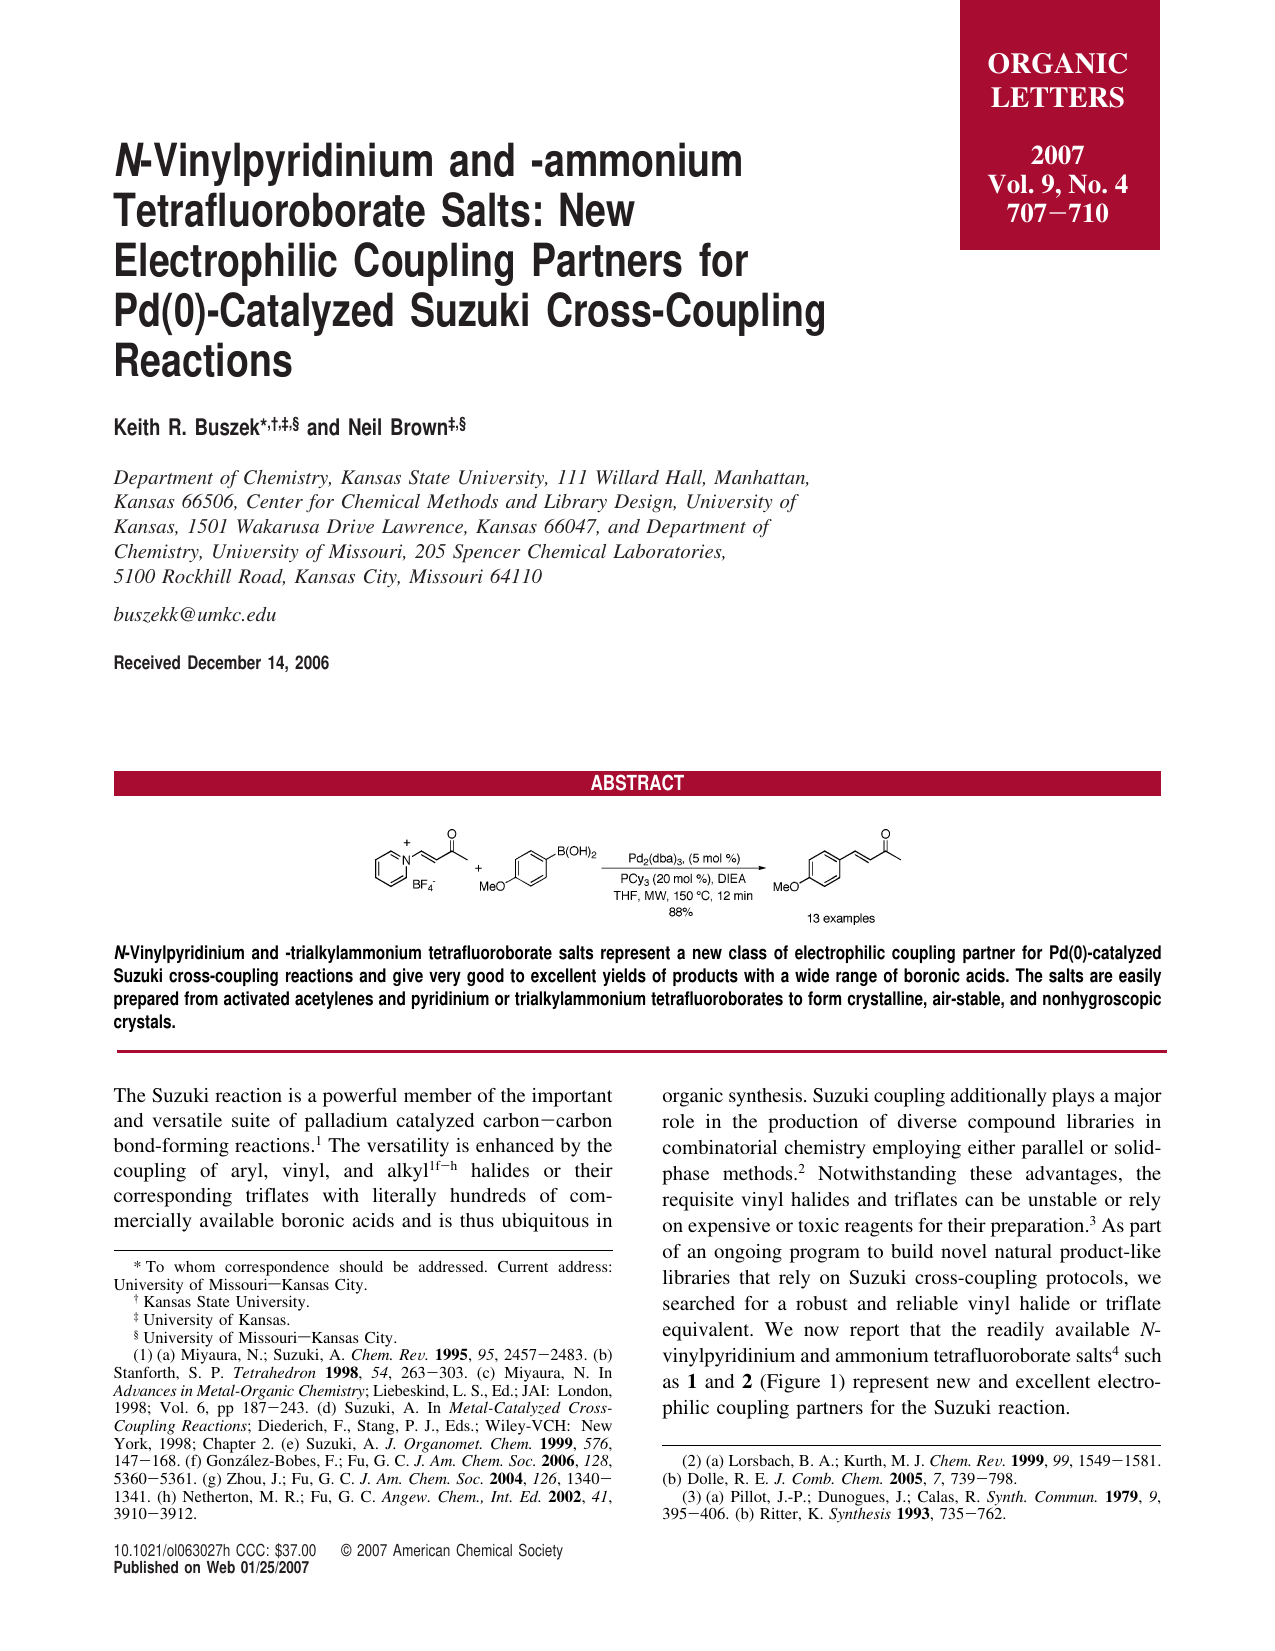 ORGANIC
LETTERS
2007
Vol. 9, No. 4
707−710
N-Vinylpyridinium and -ammonium
Tetrafluoroborate Salts: New
Electrophilic Coupling Partners for
Pd(0)-Catalyzed Suzuki Cross-Coupling
Reactions
Keith R. Buszek*,†,‡,§ and Neil Brown‡,§
Department of Chemistry, Kansas State University, 111 Willard Hall, Manhattan,
Kansas 66506, Center for Chemical Methods and Library Design, University of
Kansas, 1501 Wakarusa Drive Lawrence, Kansas 66047, and Department of
Chemistry, University of Missouri, 205 Spencer Chemical Laboratories,
5100 Rockhill Road, Kansas City, Missouri 64110
buszekk@umkc.edu
Received December 14, 2006
ABSTRACT
+
N
O
BF4-
+
B(OH)2
MeO
Pd2(dba)3, (5 mol %)
PCy3 (20 mol %), DIEA
THF, MW, 150 °C, 12 min
88%
O
MeO
13 examples
N-Vinylpyridinium and -trialkylammonium tetrafluoroborate salts represent a new class of electrophilic coupling partner for Pd(0)-catalyzed
Suzuki cross-coupling reactions and give very good to excellent yields of products with a wide range of boronic acids. The salts are easily
prepared from activated acetylenes and pyridinium or trialkylammonium tetrafluoroborates to form crystalline, air-stable, and nonhygroscopic
crystals.
The Suzuki reaction is a powerful member of the important
and versatile suite of palladium catalyzed carbon−carbon
bond-forming reactions.1 The versatility is enhanced by the
coupling of aryl, vinyl, and alkyl1f−h halides or their
corresponding triflates with literally hundreds of com-
mercially available boronic acids and is thus ubiquitous in
* To whom correspondence should be addressed. Current address:
University of Missouri−Kansas City.
† Kansas State University.
‡ University of Kansas.
§ University of Missouri−Kansas City.
(1) (a) Miyaura, N.; Suzuki, A. Chem. Rev. 1995, 95, 2457−2483. (b)
Stanforth, S. P. Tetrahedron 1998, 54, 263−303. (c) Miyaura, N. In
Advances in Metal-Organic Chemistry; Liebeskind, L. S., Ed.; JAI: London,
1998; Vol. 6, pp 187−243. (d) Suzuki, A. In Metal-Catalyzed Cross-
Coupling Reactions; Diederich, F., Stang, P. J., Eds.; Wiley-VCH: New
York, 1998; Chapter 2. (e) Suzuki, A. J. Organomet. Chem. 1999, 576,
147−168. (f) González-Bobes, F.; Fu, G. C. J. Am. Chem. Soc. 2006, 128,
5360−5361. (g) Zhou, J.; Fu, G. C. J. Am. Chem. Soc. 2004, 126, 1340−
1341. (h) Netherton, M. R.; Fu, G. C. Angew. Chem., Int. Ed. 2002, 41,
3910−3912.
organic synthesis. Suzuki coupling additionally plays a major
role in the production of diverse compound libraries in
combinatorial chemistry employing either parallel or solid-
phase methods.2 Notwithstanding these advantages, the
requisite vinyl halides and triflates can be unstable or rely
on expensive or toxic reagents for their preparation.3 As part
of an ongoing program to build novel natural product-like
libraries that rely on Suzuki cross-coupling protocols, we
searched for a robust and reliable vinyl halide or triflate
equivalent. We now report that the readily available N-
vinylpyridinium and ammonium tetrafluoroborate salts4 such
as 1 and 2 (Figure 1) represent new and excellent electro-
philic coupling partners for the Suzuki reaction.
(2) (a) Lorsbach, B. A.; Kurth, M. J. Chem. Rev. 1999, 99, 1549−1581.
(b) Dolle, R. E. J. Comb. Chem. 2005, 7, 739−798.
(3) (a) Pillot, J.-P.; Dunogues, J.; Calas, R. Synth. Commun. 1979, 9,
395−406. (b) Ritter, K. Synthesis 1993, 735−762.
10.1021/ol063027h CCC: $37.00 © 2007 American Chemical Society
Published on Web 01/25/2007